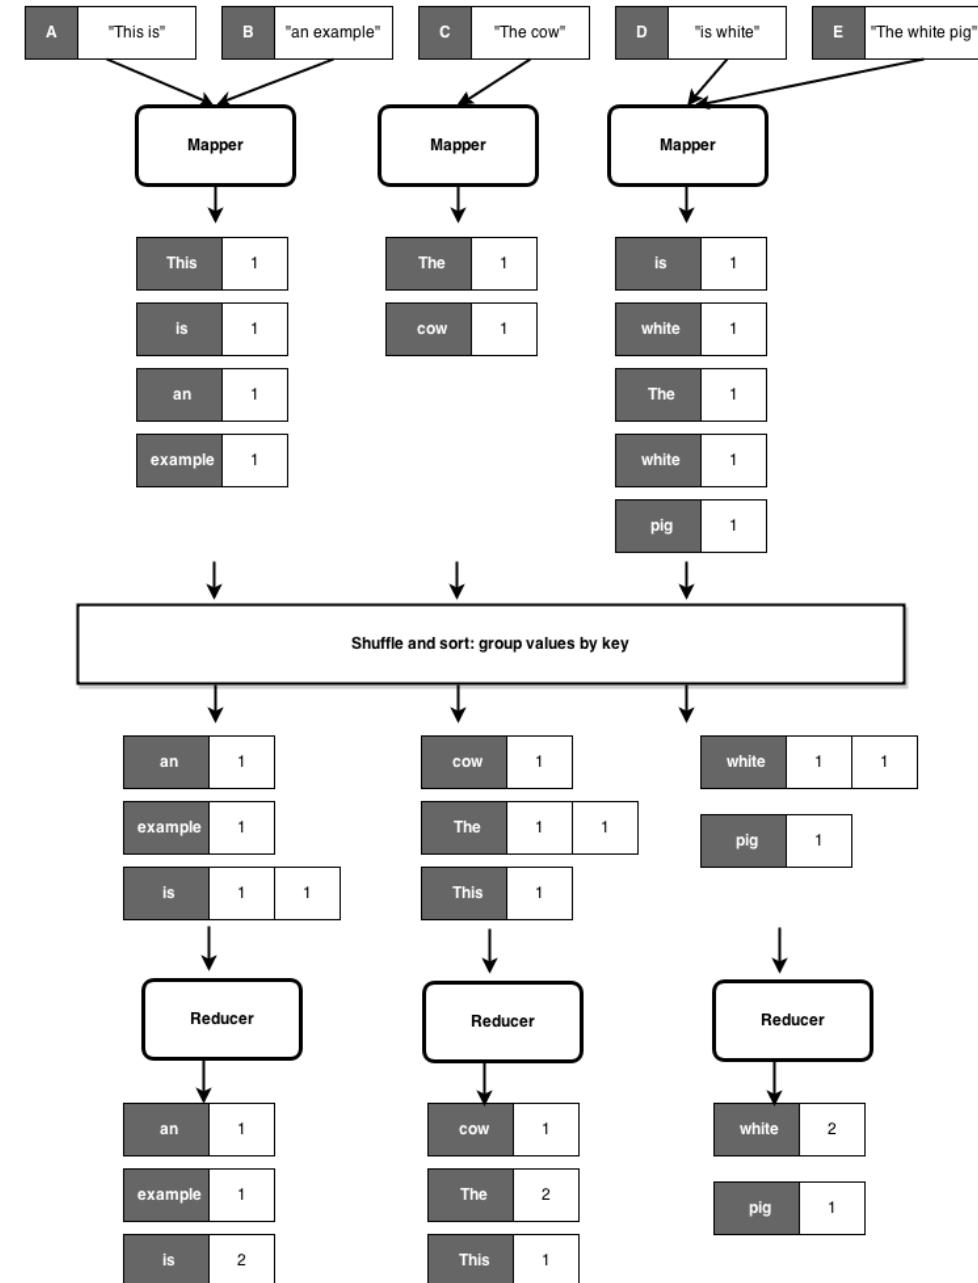 A "This is" B "an example" C "The cow" D "is white" E "The white pig"
Mapper Mapper Mapper
This 1 The 1 is 1
is 1 cow 1 white 1
an 1 The 1
example 1 white 1
pig 1
Shuffle and sort: group values by key
an 1 cow 1 white 1 1
example 1 The 1 1 pig 1
is 1 1 This 1
Reducer Reducer Reducer
an 1 cow 1 white 2
example 1 The 2 pig 1
is 2 This 1